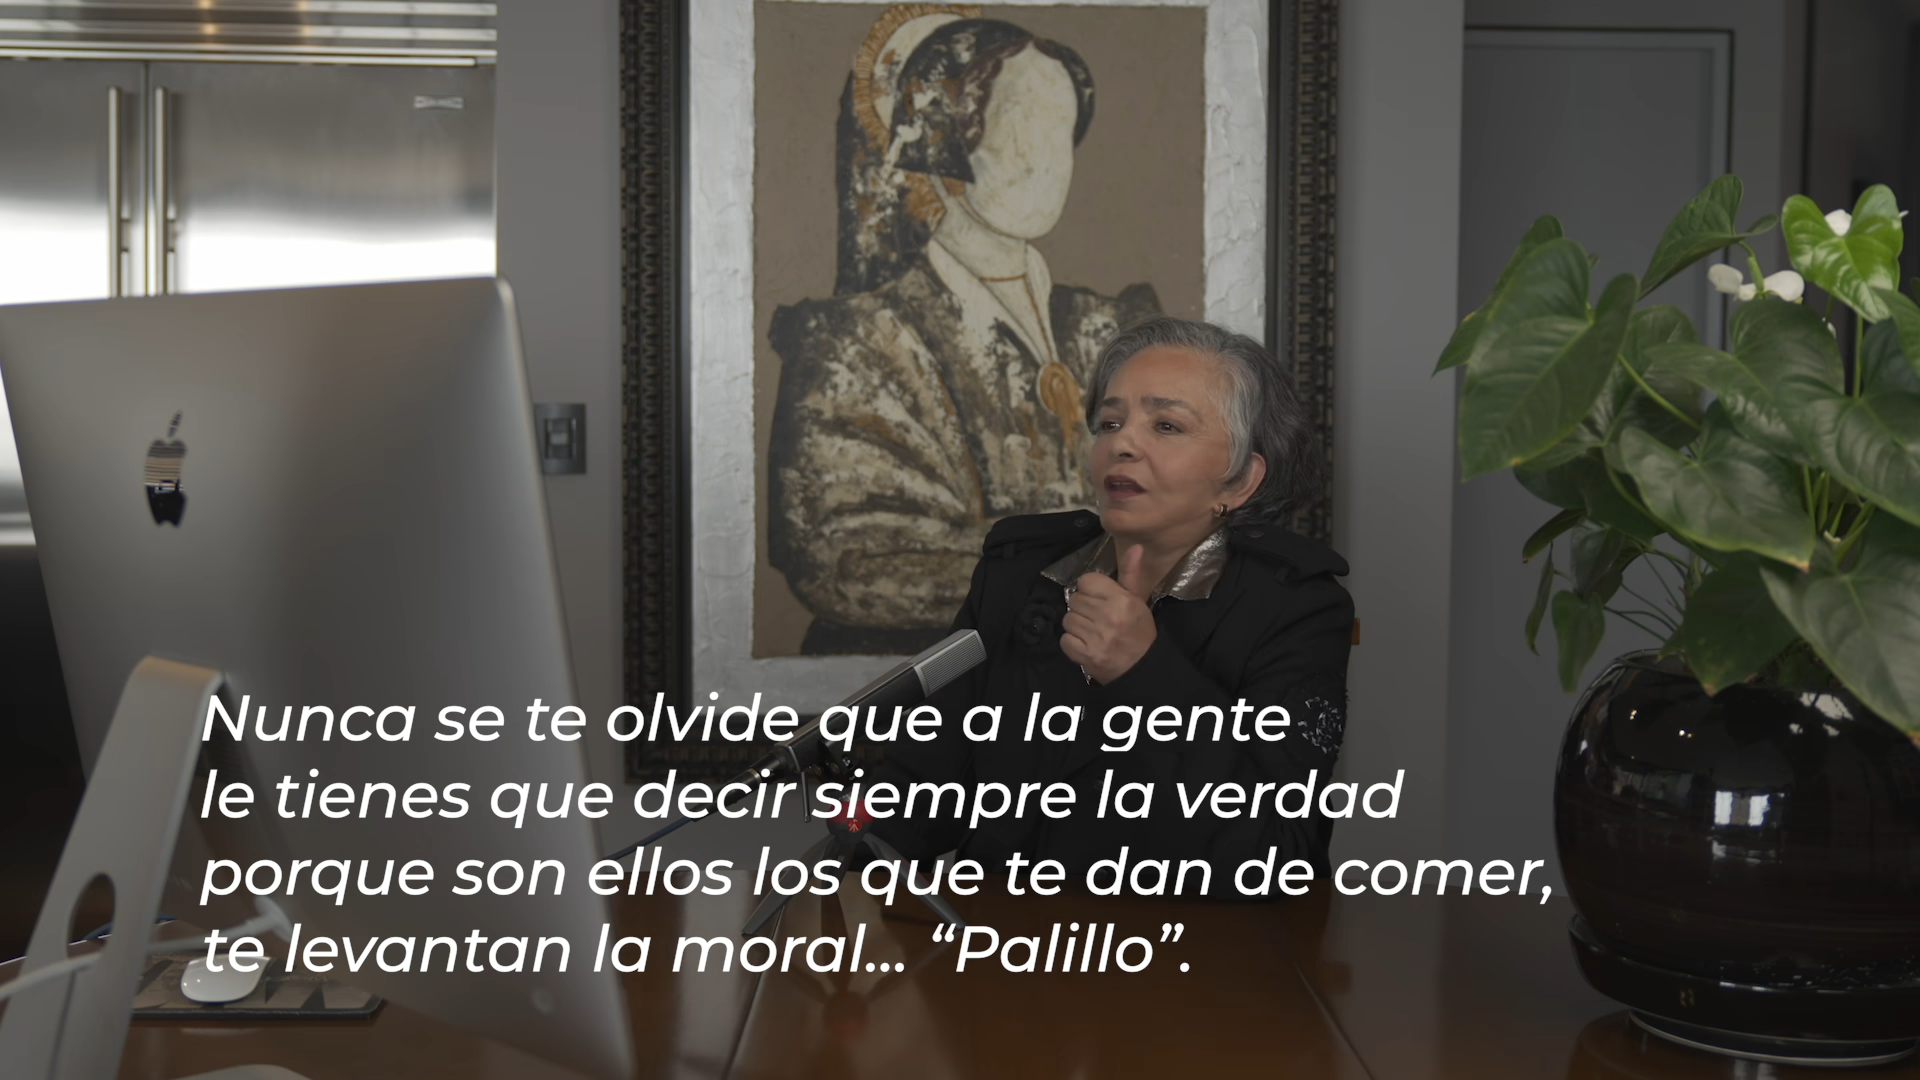 Nunca se te olvide que a la gente
le tienes que decir siempre la verdad
porque son ellos los que te dan de comer,
te levantan la moral... “Palillo”.